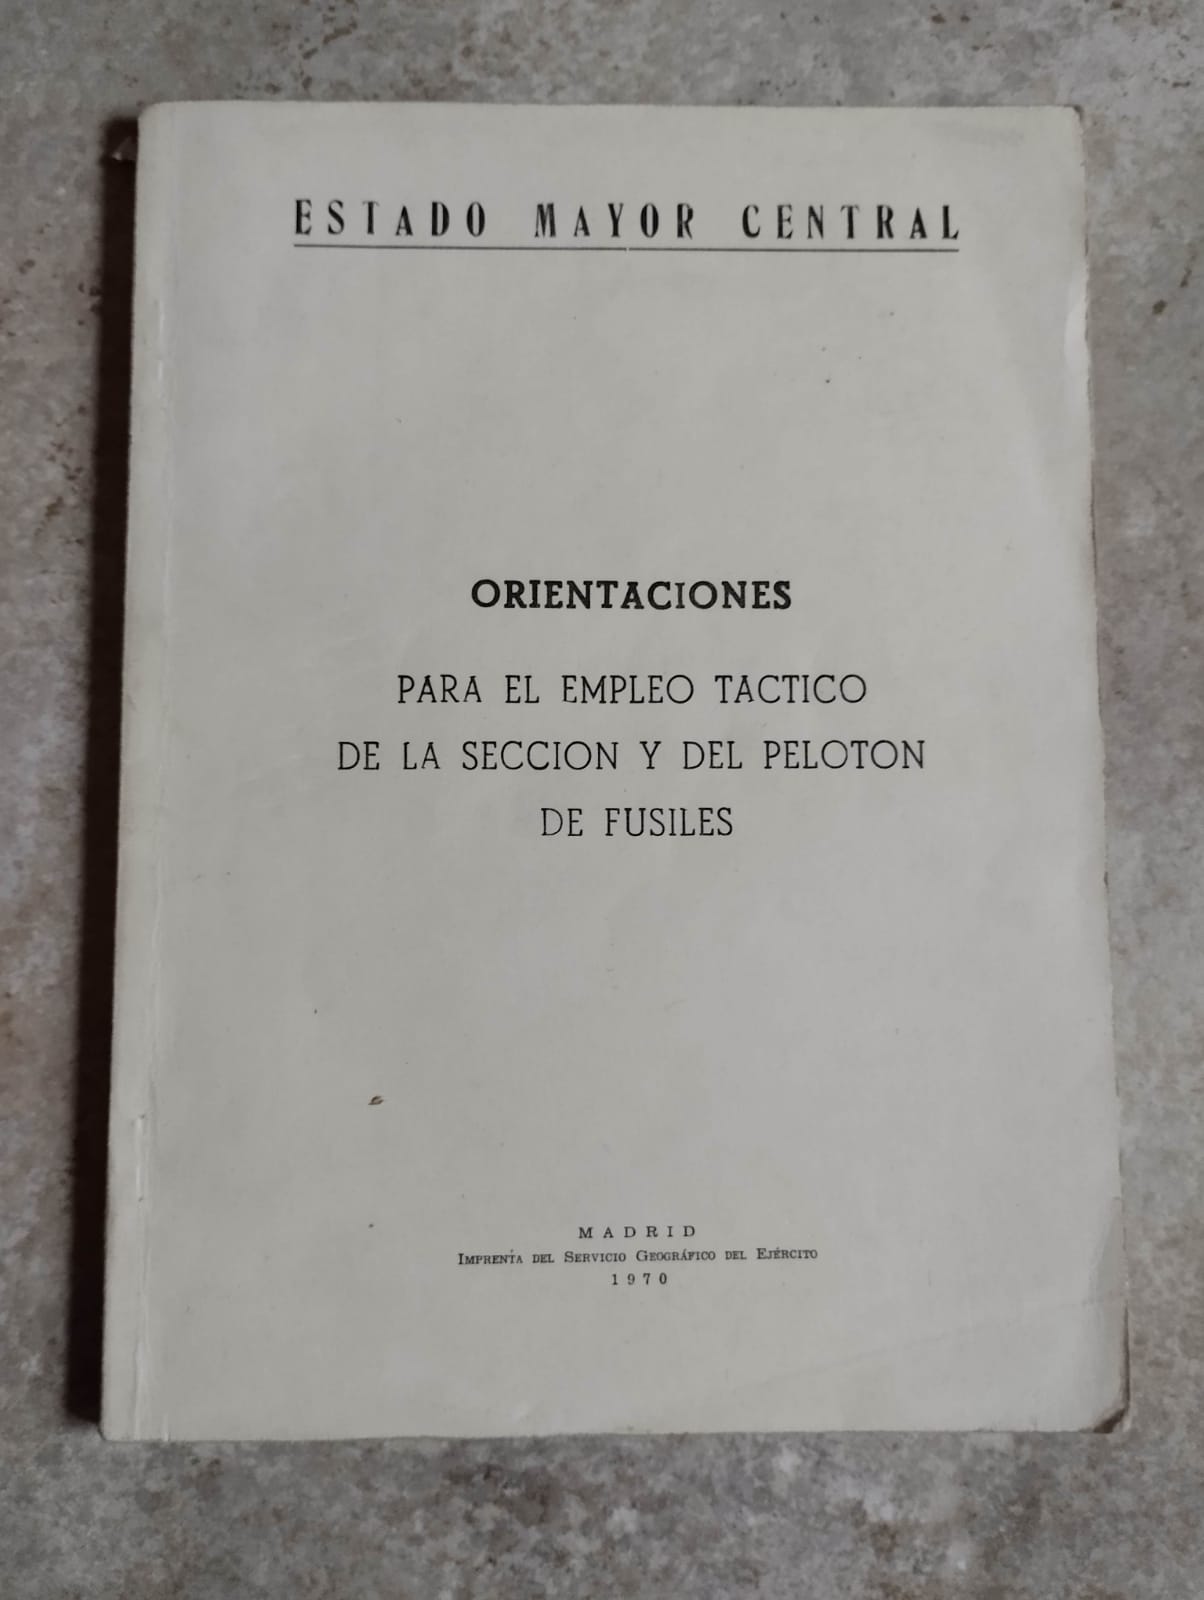 ESTADO MAYOR CENTRAL
ORIENTACIONES
PARA EL EMPLEO TACTICO
DE LA SECCION Y DEL PELOTON
DE FUSILES
MADRID
IMPRENTA DEL SERVICIO GEOGRÁFICO DEL EJÉRCITO
1970